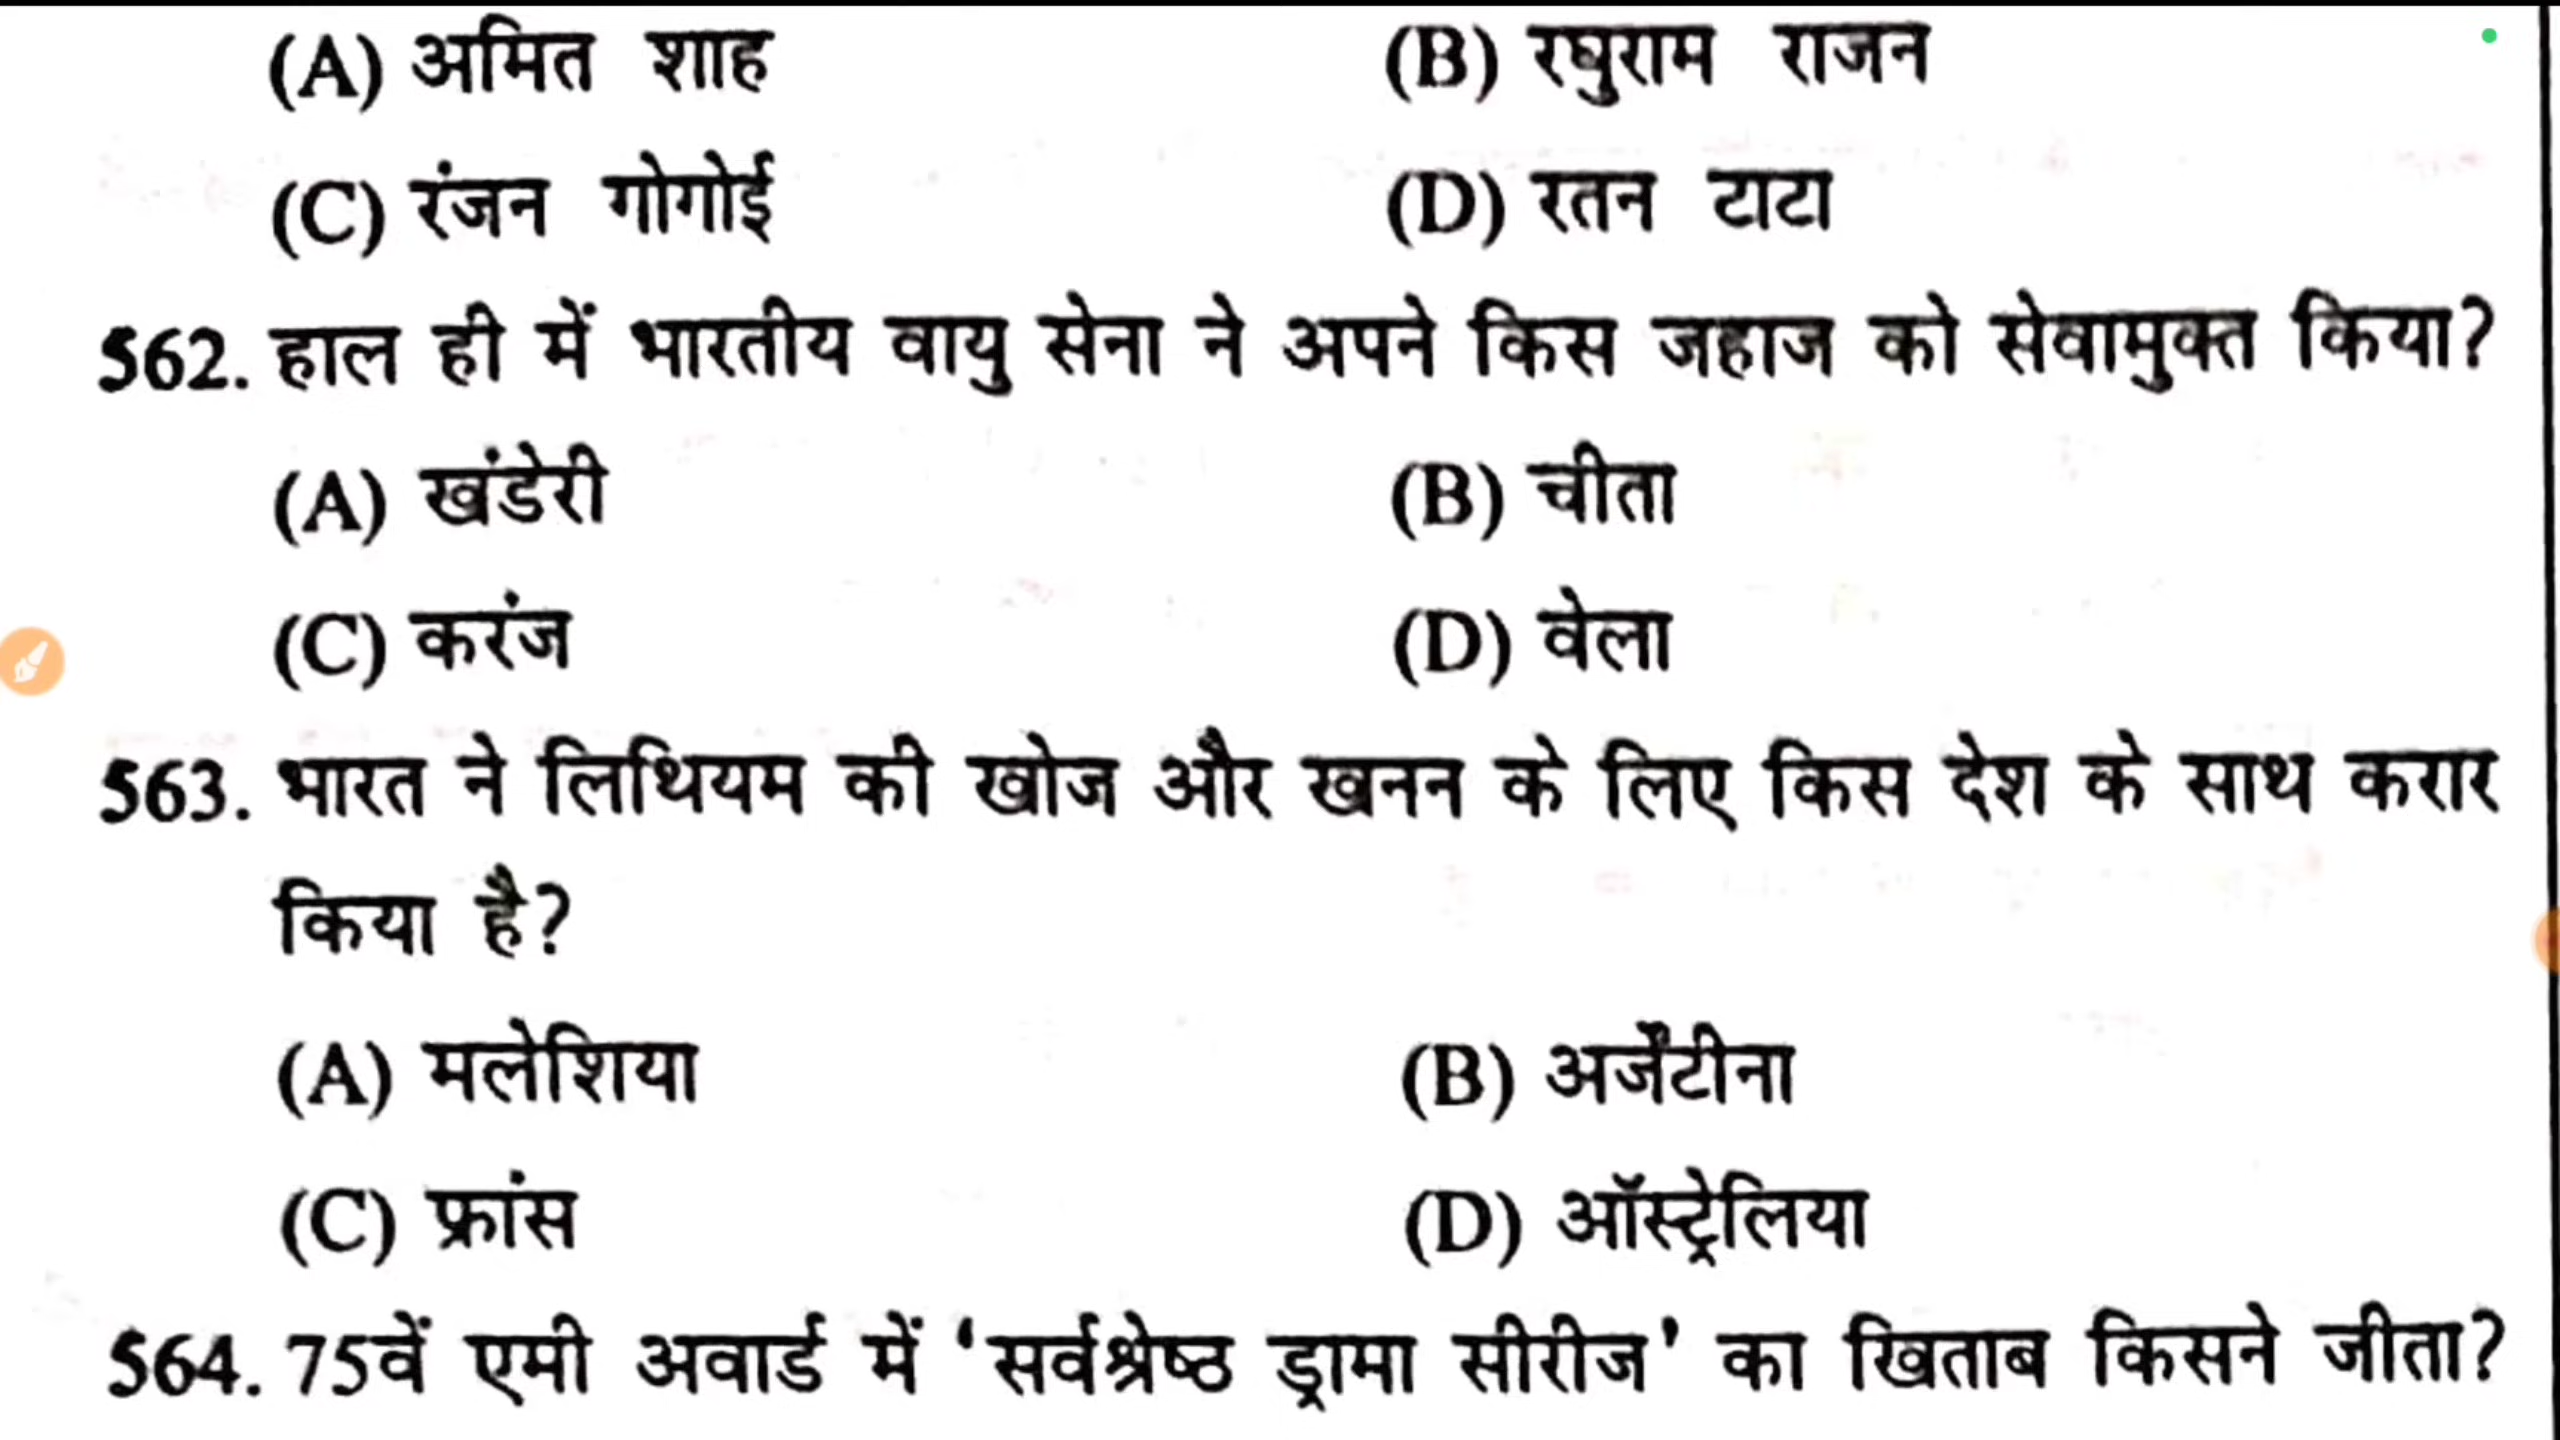 (A) अमित शाह (B) रघुराम राजन
(C) रंजन गोगोई (D) रतन टाटा
562. हाल ही में भारतीय वायु सेना ने अपने किस जहाज को सेवामुक्त किया?
(A) खंडेरी (B) चीता
(C) करंज (D) वेला
563. भारत ने लिथियम की खोज और खनन के लिए किस देश के साथ करार
किया है?
(A) मलेशिया (B) अर्जेंटीना
(C) फ्रांस (D) ऑस्ट्रेलिया
564. 75वें एमी अवार्ड में ‘सर्वश्रेष्ठ ड्रामा सीरीज’ का खिताब किसने जीता?